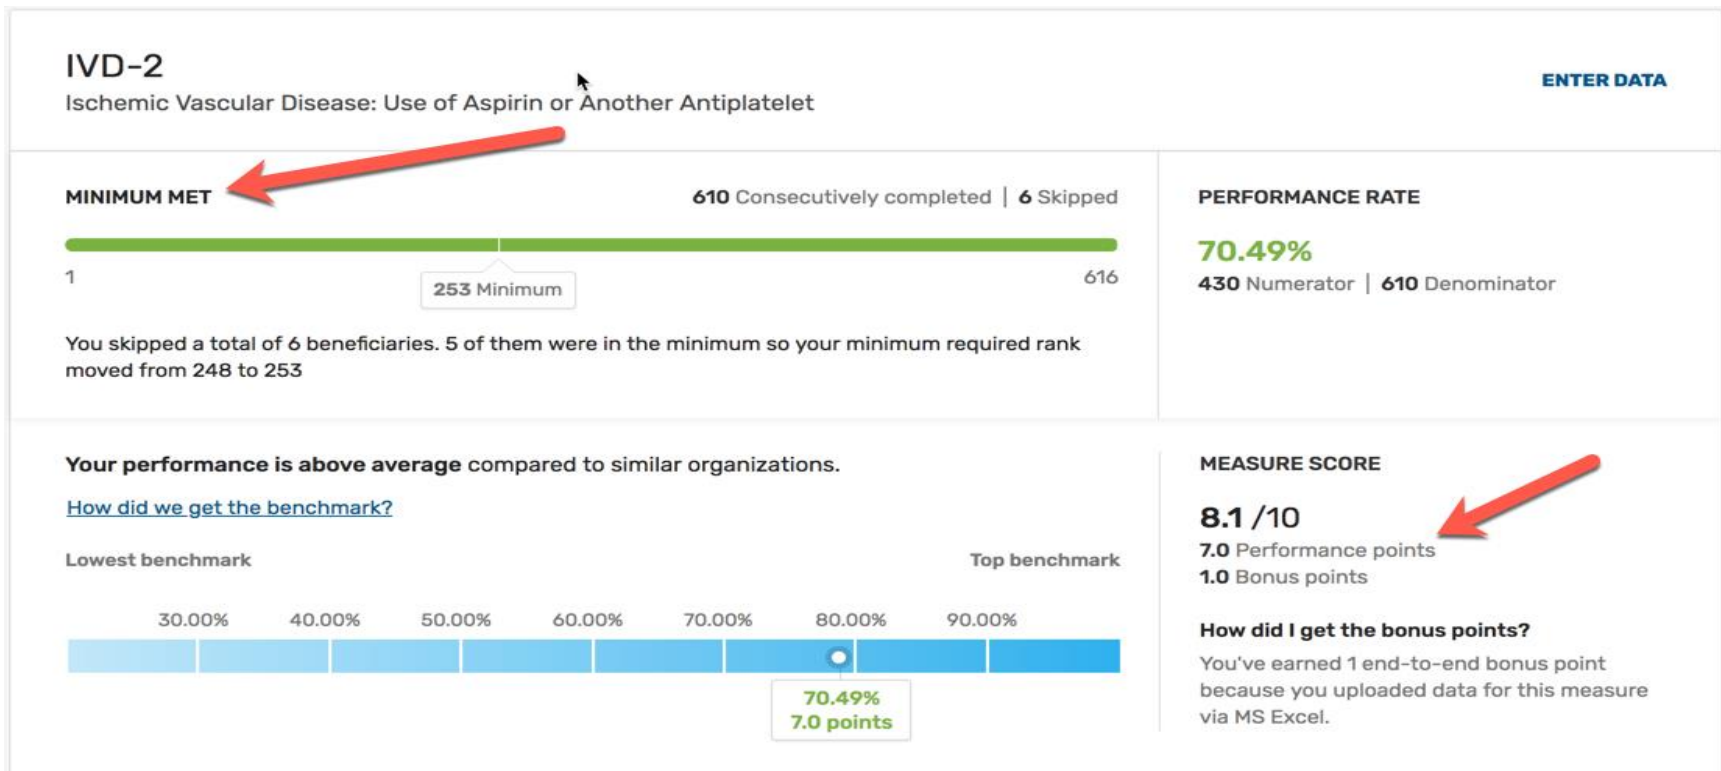 IVD-2
Ischemic Vascular Disease: Use of Aspirin or Another Antiplatelet
ENTER DATA
MINIMUM MET
610 Consecutively completed | 6 Skipped
1
616
253 Minimum
You skipped a total of 6 beneficiaries. 5 of them were in the minimum so your minimum required rank
moved from 248 to 253
PERFORMANCE RATE
70.49%
430 Numerator | 610 Denominator
Your performance is above average compared to similar organizations.
How did we get the benchmark?
Lowest benchmark
Top benchmark
30.00% 40.00% 50.00% 60.00% 70.00% 80.00% 90.00%
70.49%
7.0 points
MEASURE SCORE
8.1 /10
7.0 Performance points
1.0 Bonus points
How did I get the bonus points?
You've earned 1 end-to-end bonus point
because you uploaded data for this measure
via MS Excel.